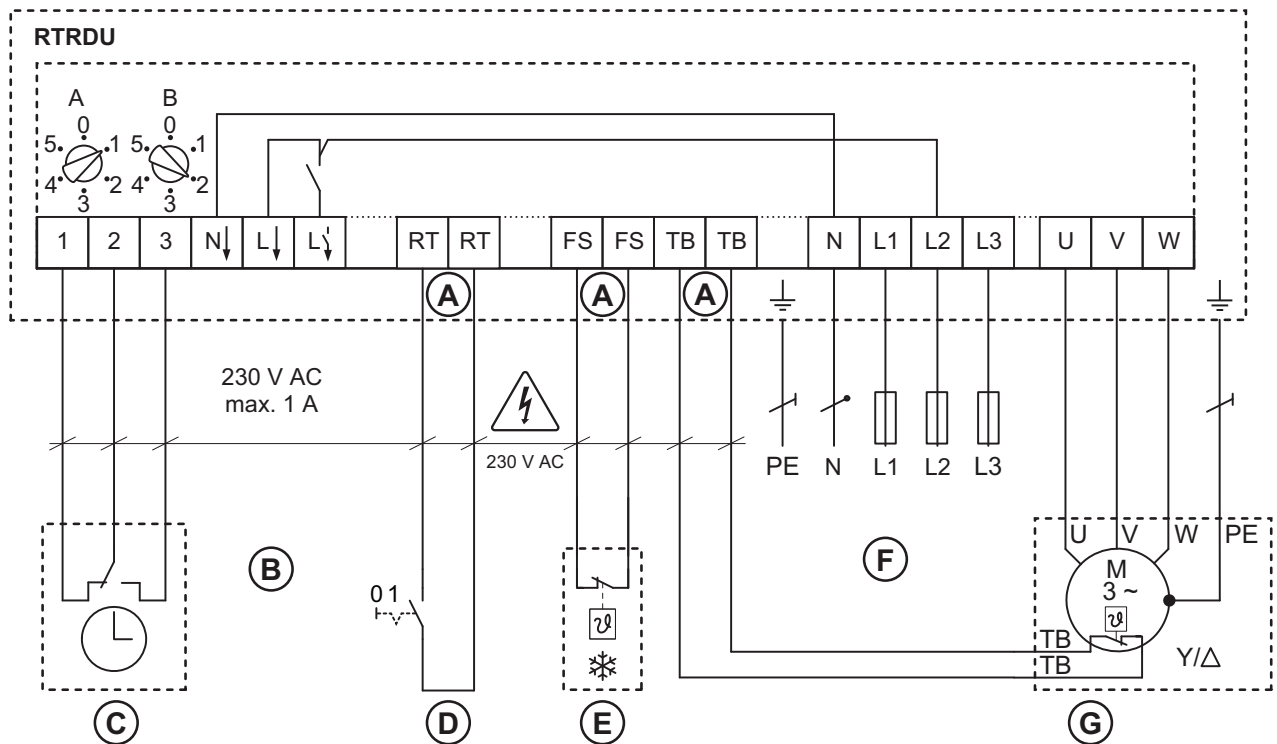 RTRDU
A B
0 0
5 1 5 1
4 2 4 2
3 3
1 2 3 N L L RT RT FS FS TB TB N L1 L2 L3 U V W
A A A
230 V AC
max. 1 A
230 V AC
PE N L1 L2 L3
U V W PE
B F
M
3 ~
0 1
ϑ ϑ
TB
TB
Y/△
C D E G